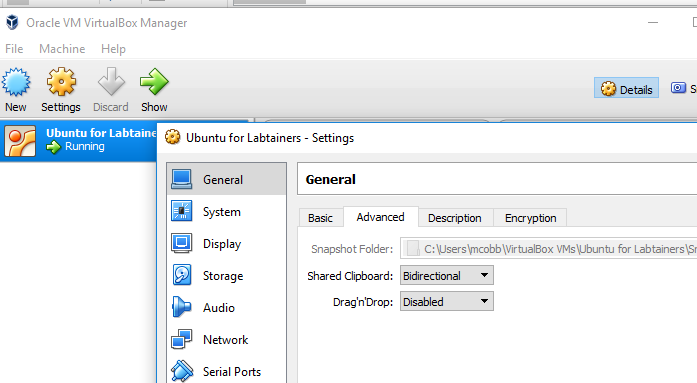 Oracle VM VirtualBox Manager
File Machine Help
New Settings Discard Show
Details
Ubuntu for Labtaine
Running
Ubuntu for Labtainers - Settings
General
System
Display
Storage
Audio
Network
Serial Ports
General
Basic Advanced Description Encryption
Snapshot Folder: C:\Users\mcobb\VirtualBox VMs\Ubuntu for Labtainers\Sn
Shared Clipboard: Bidirectional
Drag'n'Drop: Disabled